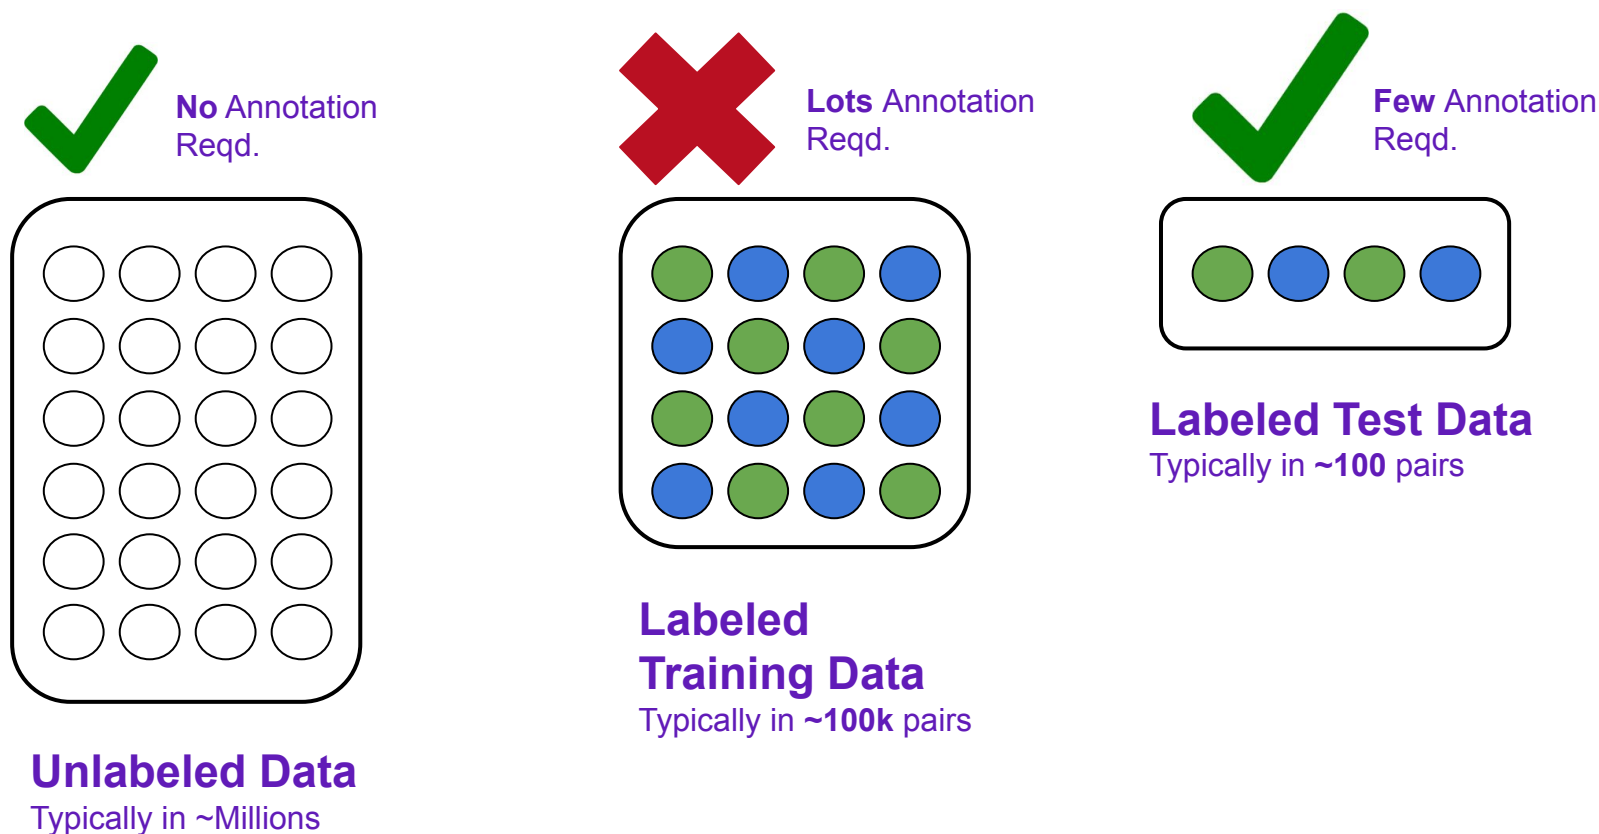 No Annotation
Reqd.
Unlabeled Data
Typically in ~Millions
Lots Annotation
Reqd.
Labeled
Training Data
Typically in ~100k pairs
Few Annotation
Reqd.
Labeled Test Data
Typically in ~100 pairs